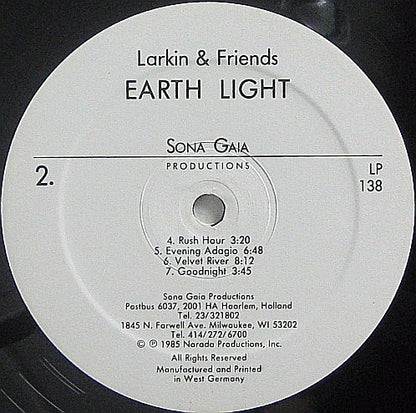 Larkin & Friends
EARTH LIGHT
SONA GAIA
PRODUCTIONS
2.
LP
138
4. Rush Hour 3:20
5. Evening Adagio 6:48
6. Velvet River 8:12
7. Goodnight 3:45
Sona Gaia Productions
Postbus 6037, 2001 HA Haarlem, Holland
Tel. 23/321802
1845 N. Farwell Ave. Milwaukee, WI 53202
Tel. 414/272/6700
© ℗ 1985 Narada Productions, Inc.
All Rights Reserved
Manufactured and Printed
in West Germany